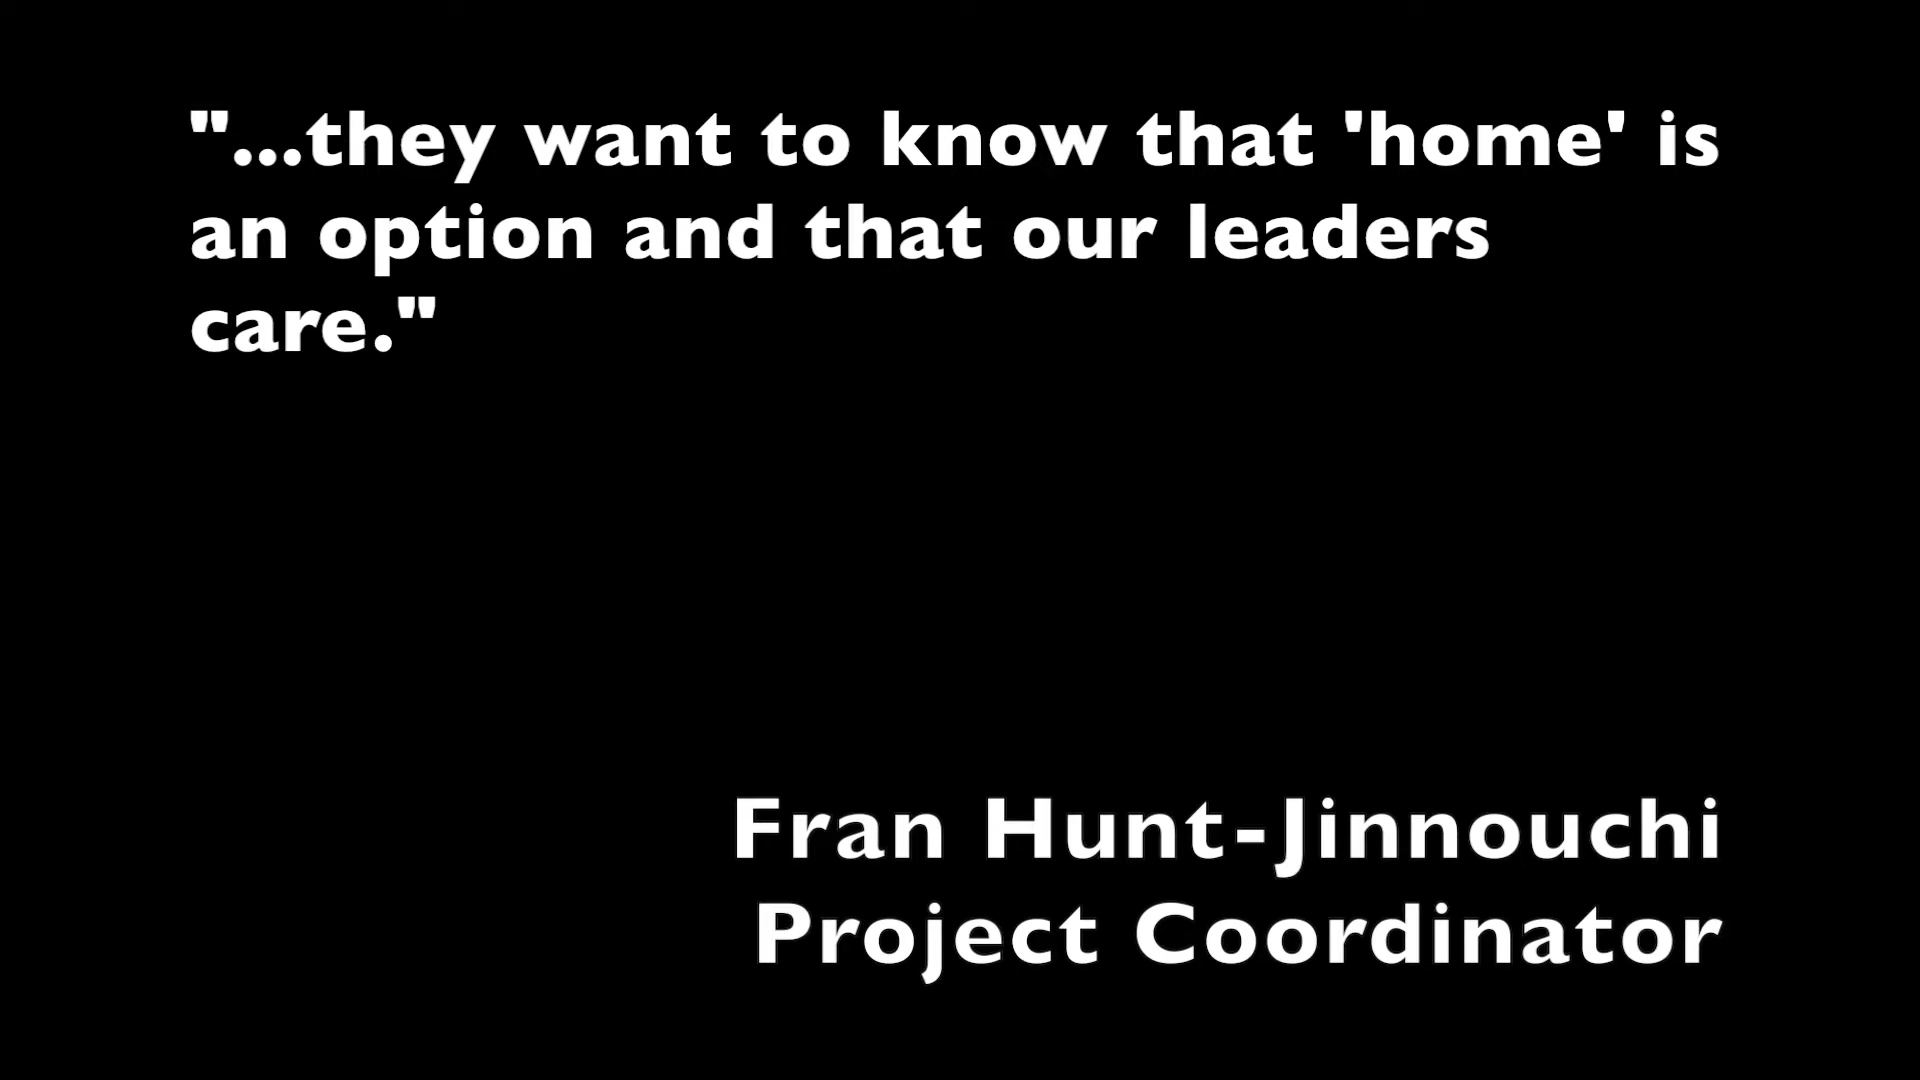 "...they want to know that 'home' is
an option and that our leaders
care."
Fran Hunt-Jinnouchi
Project Coordinator